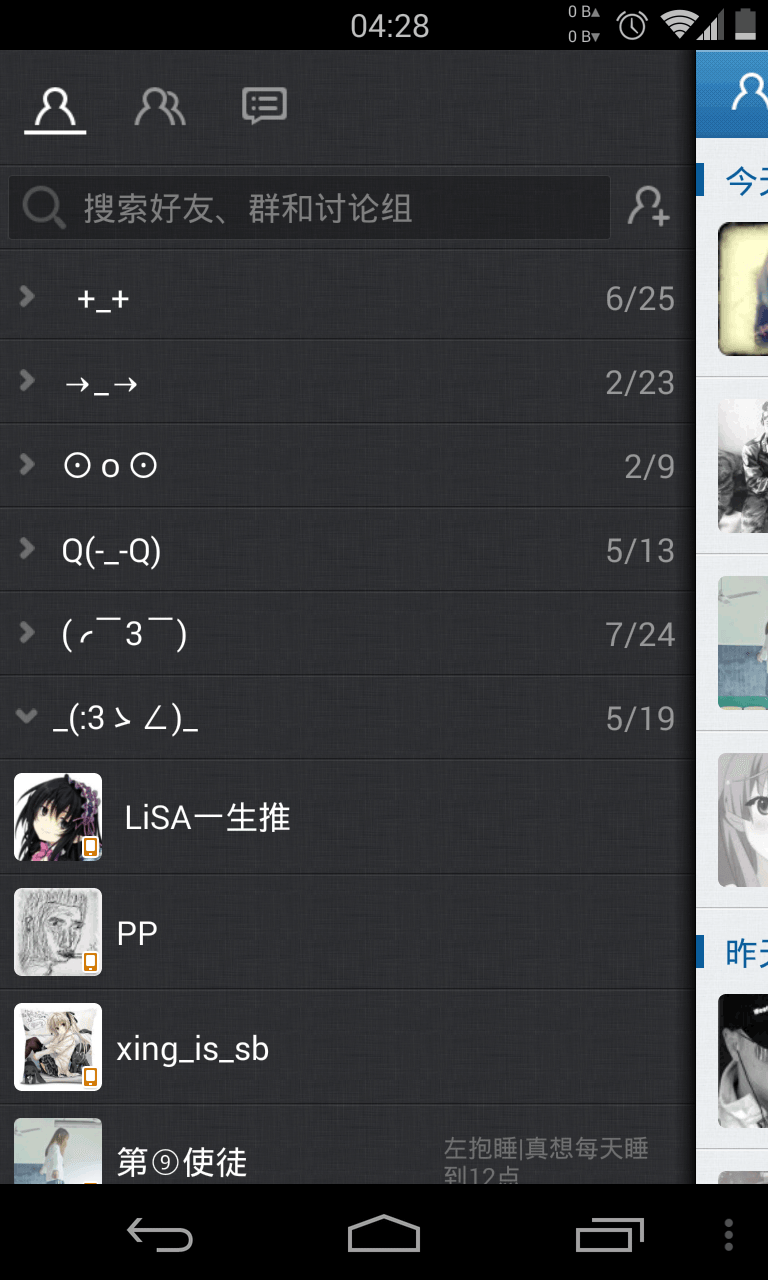 04:28
0 B▲
0 B▼
搜索好友、群和讨论组
+_+ 6/25
→_→ 2/23
⊙o⊙ 2/9
Q(-_-Q) 5/13
(╭￣3￣) 7/24
_(:3ゝ∠)_ 5/19
LiSA一生推
PP
xing_is_sb
第⑨使徒
左抱睡|真想每天睡
到12点
今天
昨天